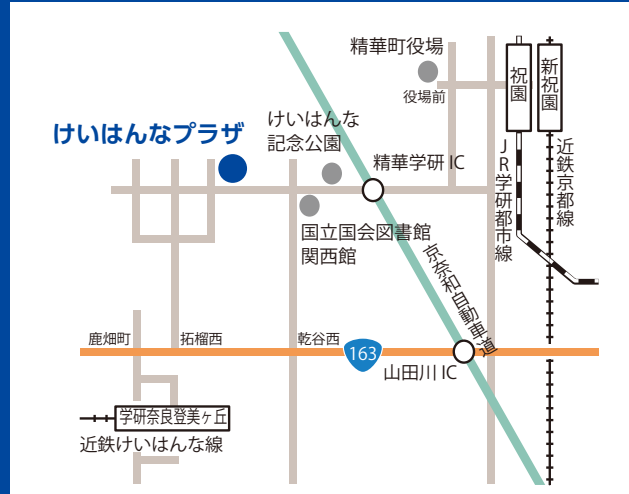 精華町役場
役場前
祝園
新祝園
けいはんなプラザ
けいはんな
記念公園
精華学研 IC
JR学研都市線
近鉄京都線
国立国会図書館
関西館
京奈和自動車道
鹿畑町
拓榴西
乾谷西
163
山田川 IC
学研奈良登美ヶ丘
近鉄けいはんな線